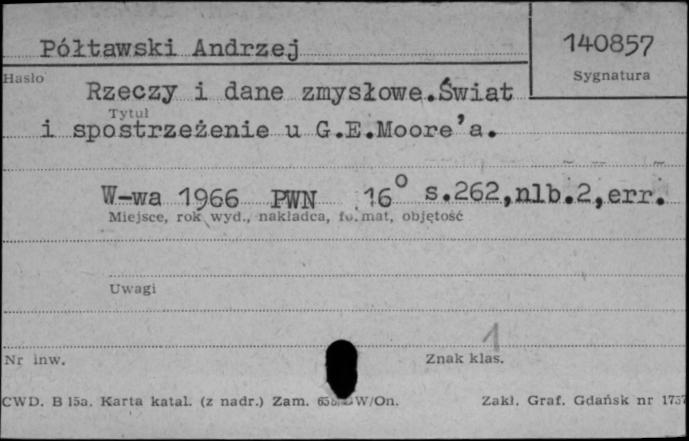 Półtawski Andrzej
140857
Hasło
Sygnatura
Rzeczy i dane zmysłowe.Świat
Tytuł
i spostrzeżenie u G.E.Moore'a.
W-wa 1966 PWN 16° s.262,nlb.2,err.
Miejsce, rok wyd., nakładca, format, objętość
Uwagi
1
Nr inw.
Znak klas.
CWD. B 15a. Karta katal. (z nadr.) Zam. W/On.
Zakł. Graf. Gdańsk nr 1757